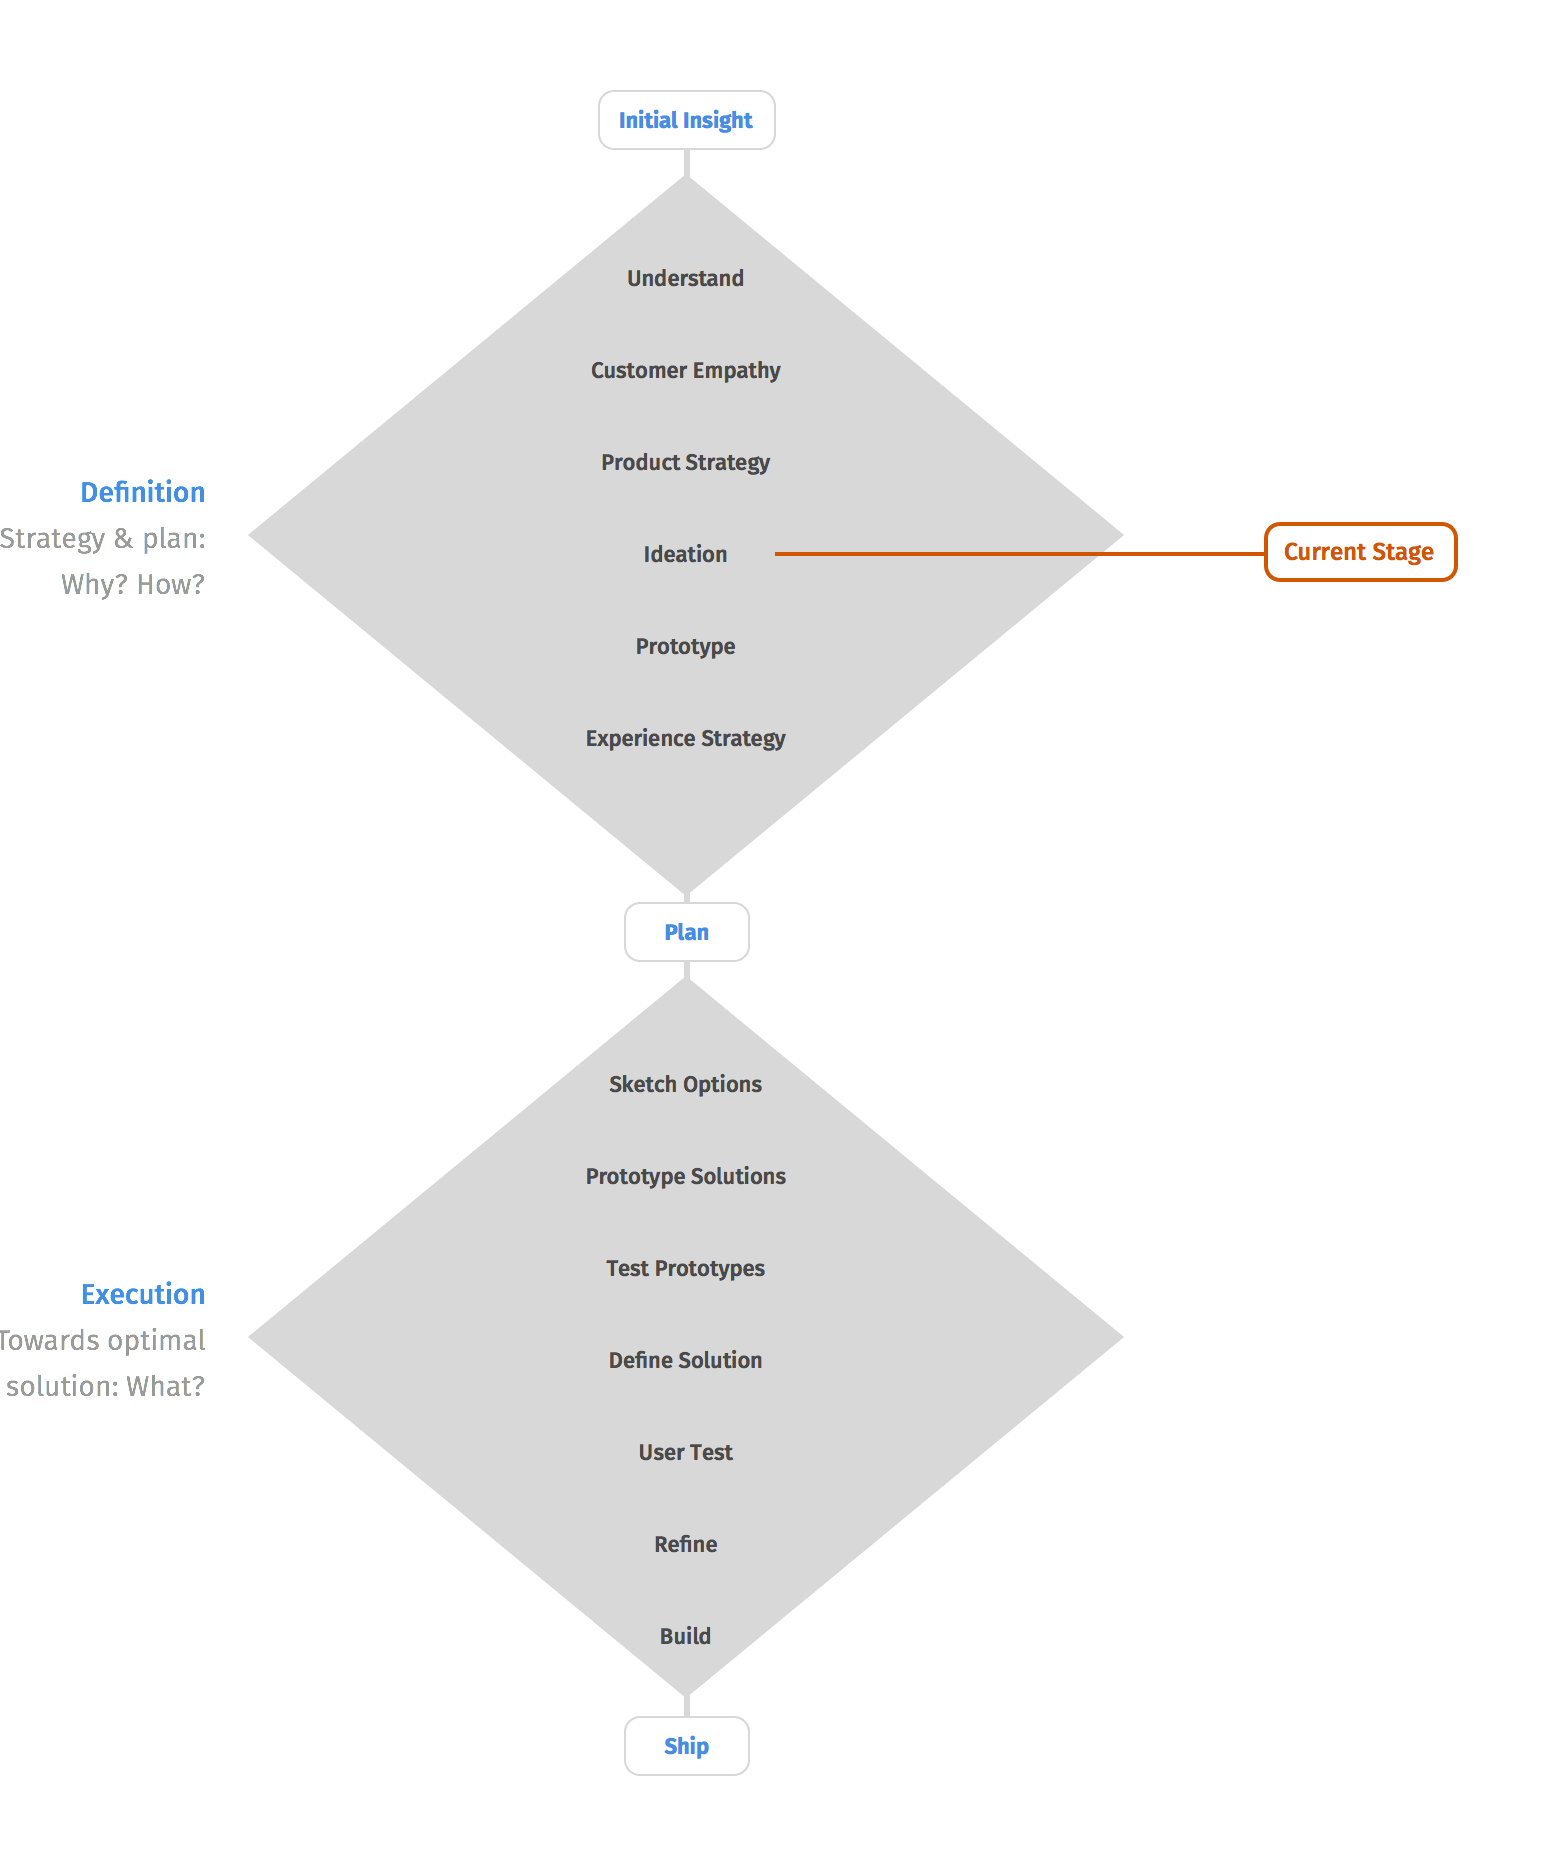 Initial Insight
Understand
Customer Empathy
Product Strategy
Definition
Strategy & plan:
Why? How?
Ideation
Current Stage
Prototype
Experience Strategy
Plan
Sketch Options
Prototype Solutions
Test Prototypes
Execution
Towards optimal
solution: What?
Define Solution
User Test
Refine
Build
Ship